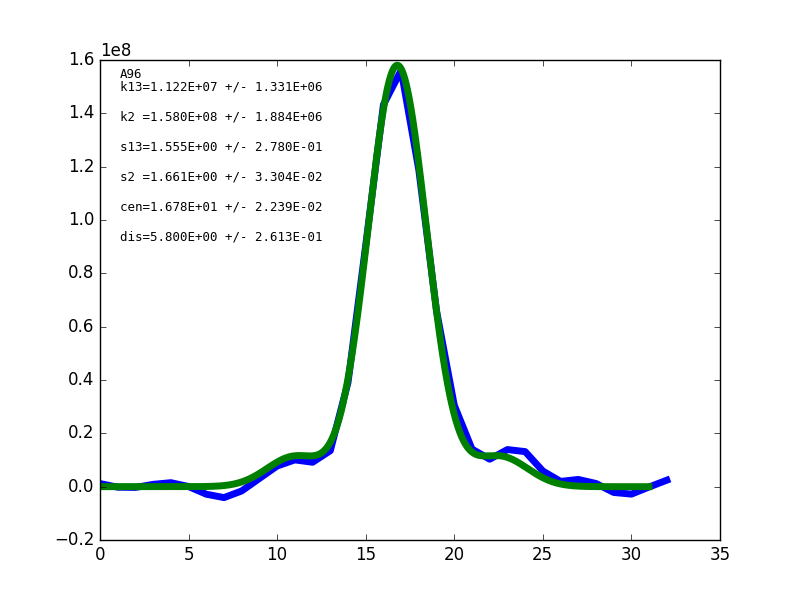 1e8
A96
k13=1.122E+07 +/- 1.331E+06
k2 =1.580E+08 +/- 1.884E+06
s13=1.555E+00 +/- 2.780E-01
s2 =1.661E+00 +/- 3.304E-02
cen=1.678E+01 +/- 2.239E-02
dis=5.800E+00 +/- 2.613E-01
1.6
1.4
1.2
1.0
0.8
0.6
0.4
0.2
0.0
−0.2
0 5 10 15 20 25 30 35